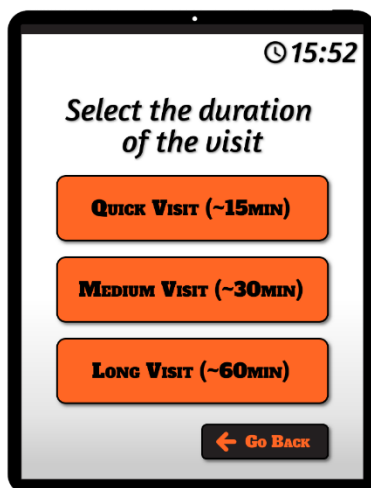 15:52
Select the duration
of the visit
Quick Visit (~15min)
Medium Visit (~30min)
Long Visit (~60min)
Go Back